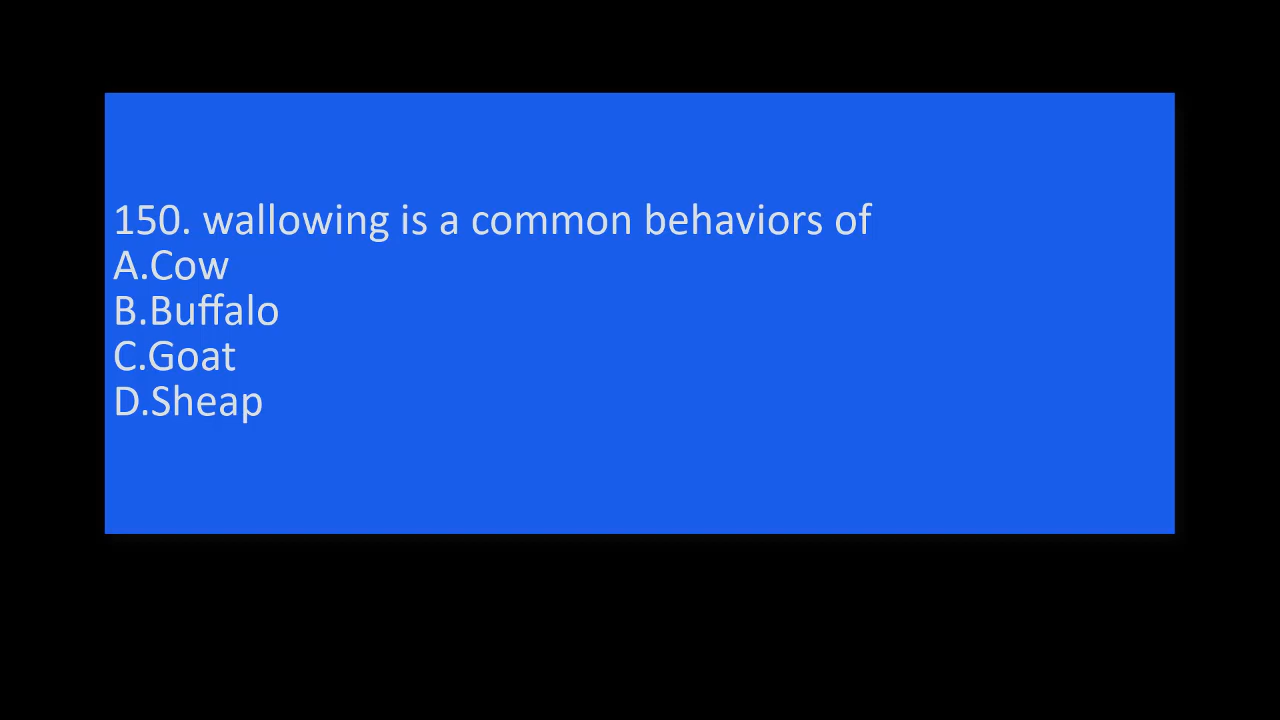 150. wallowing is a common behaviors of
A.Cow
B.Buffalo
C.Goat
D.Sheap